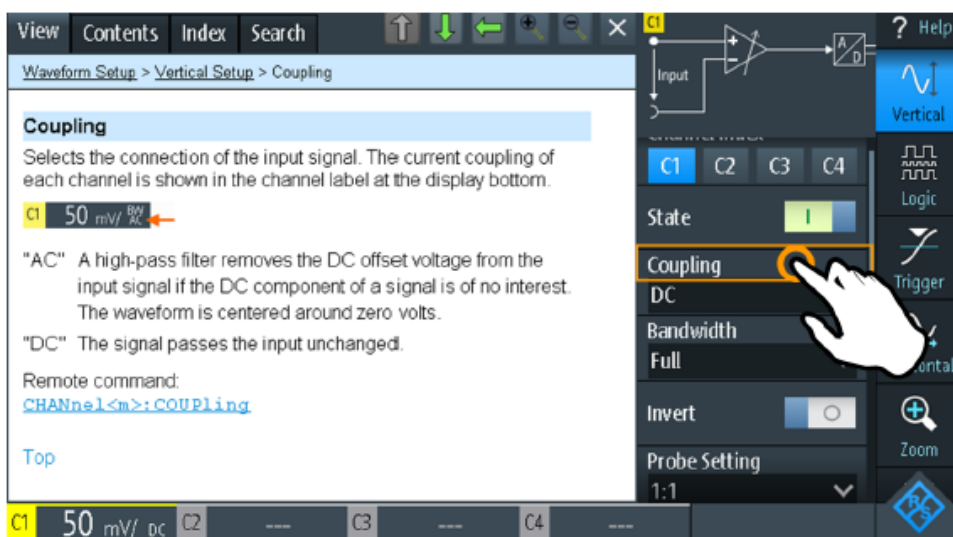 View Contents Index Search
Waveform Setup > Vertical Setup > Coupling
Coupling
Selects the connection of the input signal. The current coupling of
each channel is shown in the channel label at the display bottom.
C1 50 mV/ BW AC
"AC" A high-pass filter removes the DC offset voltage from the
input signal if the DC component of a signal is of no interest.
The waveform is centered around zero volts.
"DC" The signal passes the input unchanged.
Remote command:
CHANnel<m>:COUPling
Top
C1
Input
+
−
A/D
C1 C2 C3 C4
State
I
Coupling
DC
Bandwidth
Full
Invert
Probe Setting
1:1
? Help
Vertical
Logic
Trigger
Zoom
R&S
C1 50 mV/ DC C2 --- C3 --- C4 ---